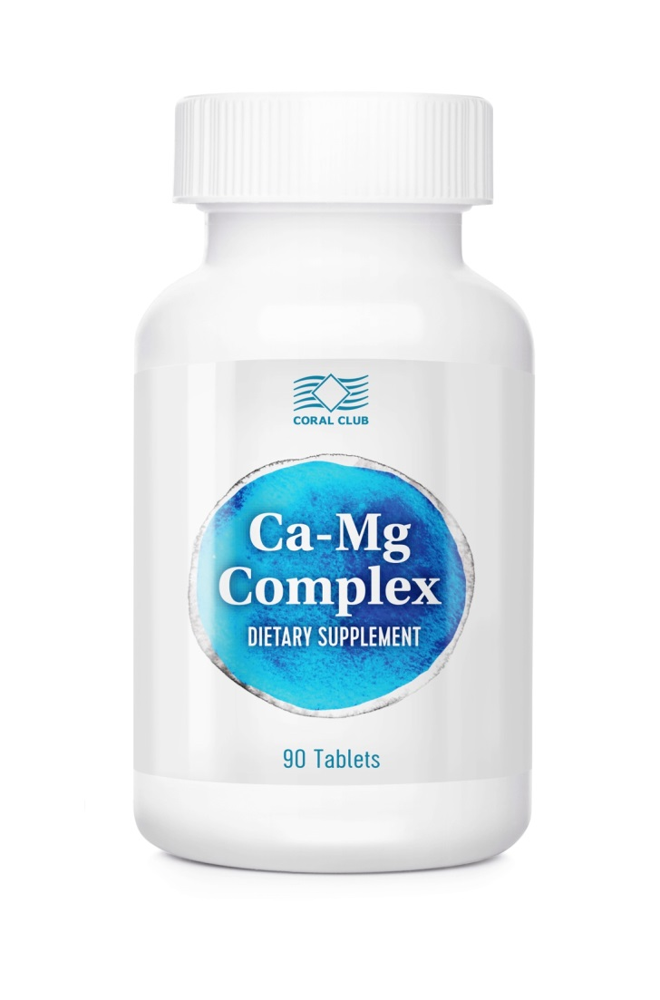 CORAL CLUB
Ca-Mg
Complex
DIETARY SUPPLEMENT
90 Tablets